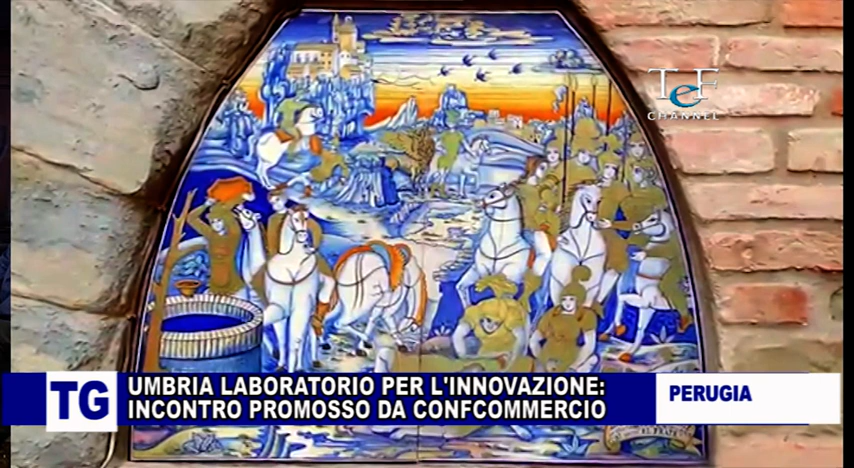 TeF
CHANNEL
TG
UMBRIA LABORATORIO PER L'INNOVAZIONE:
INCONTRO PROMOSSO DA CONFCOMMERCIO
PERUGIA